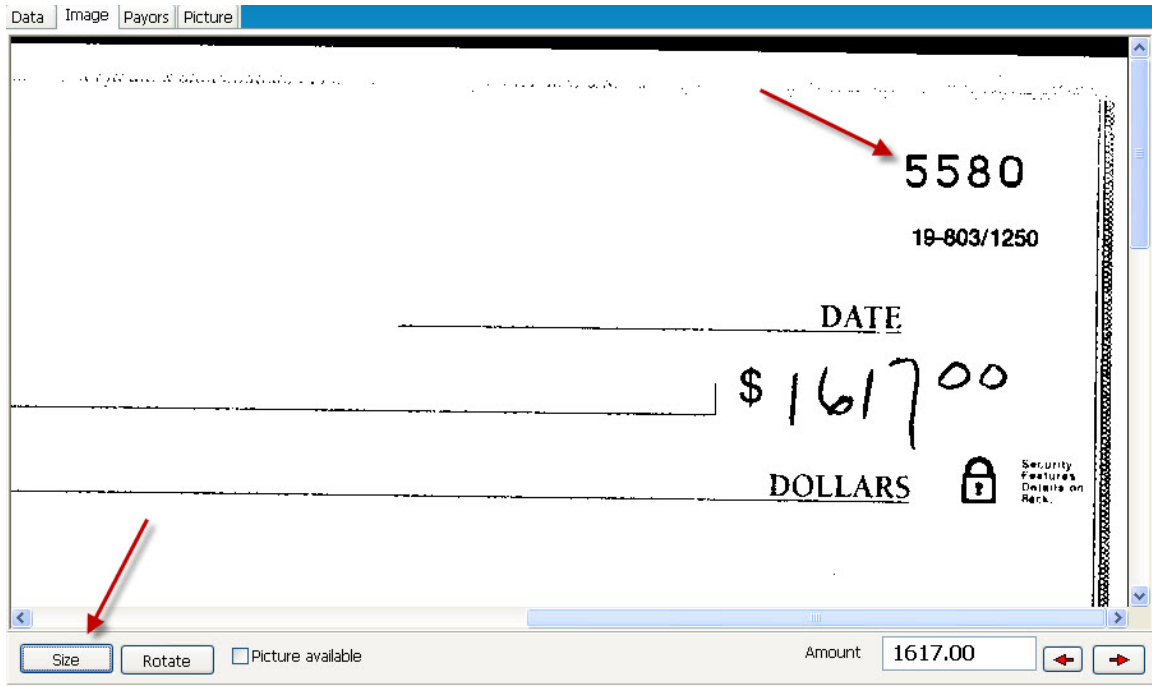 Data Image Payors Picture
5580
19-803/1250
DATE
$ 1617 00
DOLLARS
Security
Features
Details on
Back.
Size Rotate Picture available Amount 1617.00